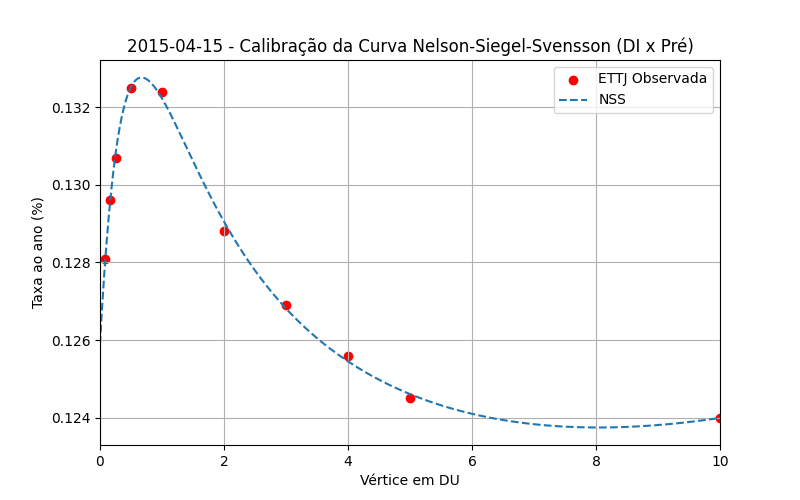 2015-04-15 - Calibração da Curva Nelson-Siegel-Svensson (DI x Pré)
ETTJ Observada
NSS
0.132
0.130
0.128
0.126
0.124
Taxa ao ano (%)
0 2 4 6 8 10
Vértice em DU